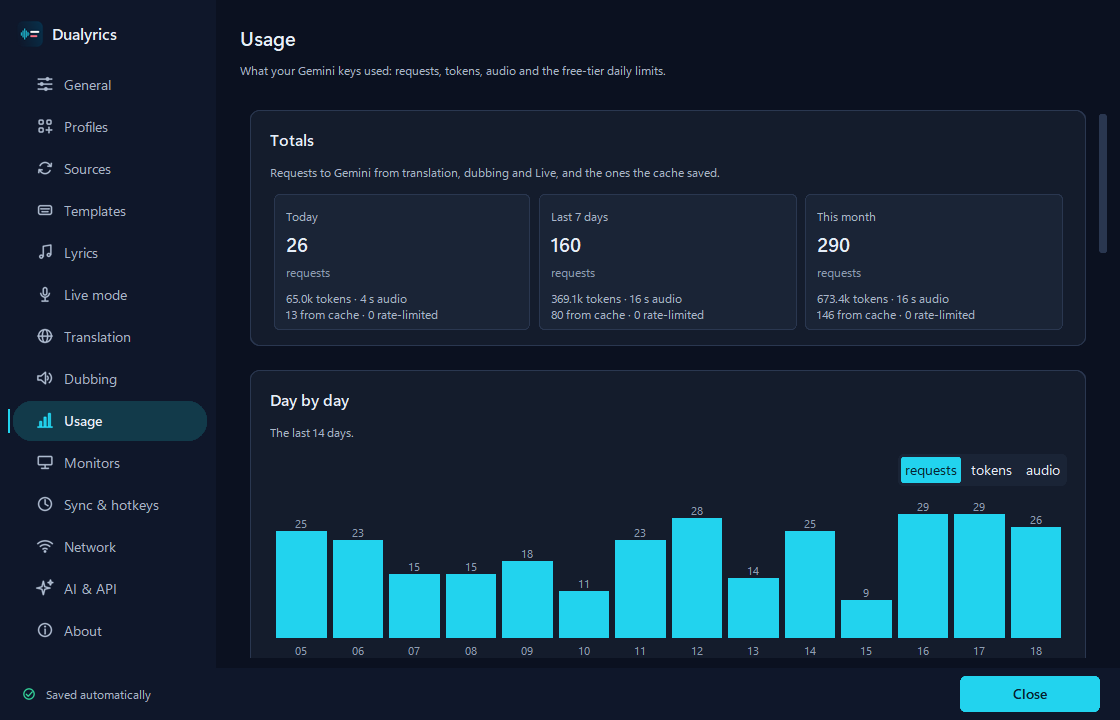 Dualyrics
General
Profiles
Sources
Templates
Lyrics
Live mode
Translation
Dubbing
Usage
Monitors
Sync & hotkeys
Network
AI & API
About
Saved automatically
Usage
What your Gemini keys used: requests, tokens, audio and the free-tier daily limits.
Totals
Requests to Gemini from translation, dubbing and Live, and the ones the cache saved.
Today
26
requests
65.0k tokens · 4 s audio
13 from cache · 0 rate-limited
Last 7 days
160
requests
369.1k tokens · 16 s audio
80 from cache · 0 rate-limited
This month
290
requests
673.4k tokens · 16 s audio
146 from cache · 0 rate-limited
Day by day
The last 14 days.
requests tokens audio
25 23 15 15 18 11 23 28 14 25 9 29 29 26
05 06 07 08 09 10 11 12 13 14 15 16 17 18
Close